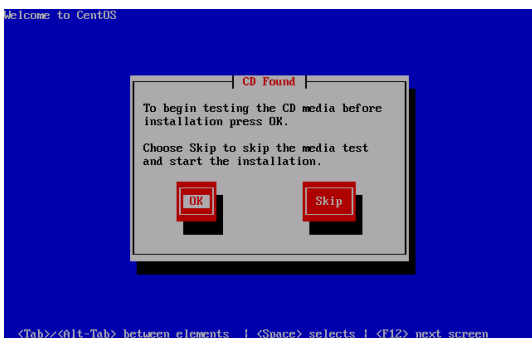 Welcome to CentOS
CD Found
To begin testing the CD media before
installation press OK.
Choose Skip to skip the media test
and start the installation.
OK
Skip
<Tab>/<Alt-Tab> between elements | <Space> selects | <F12> next screen